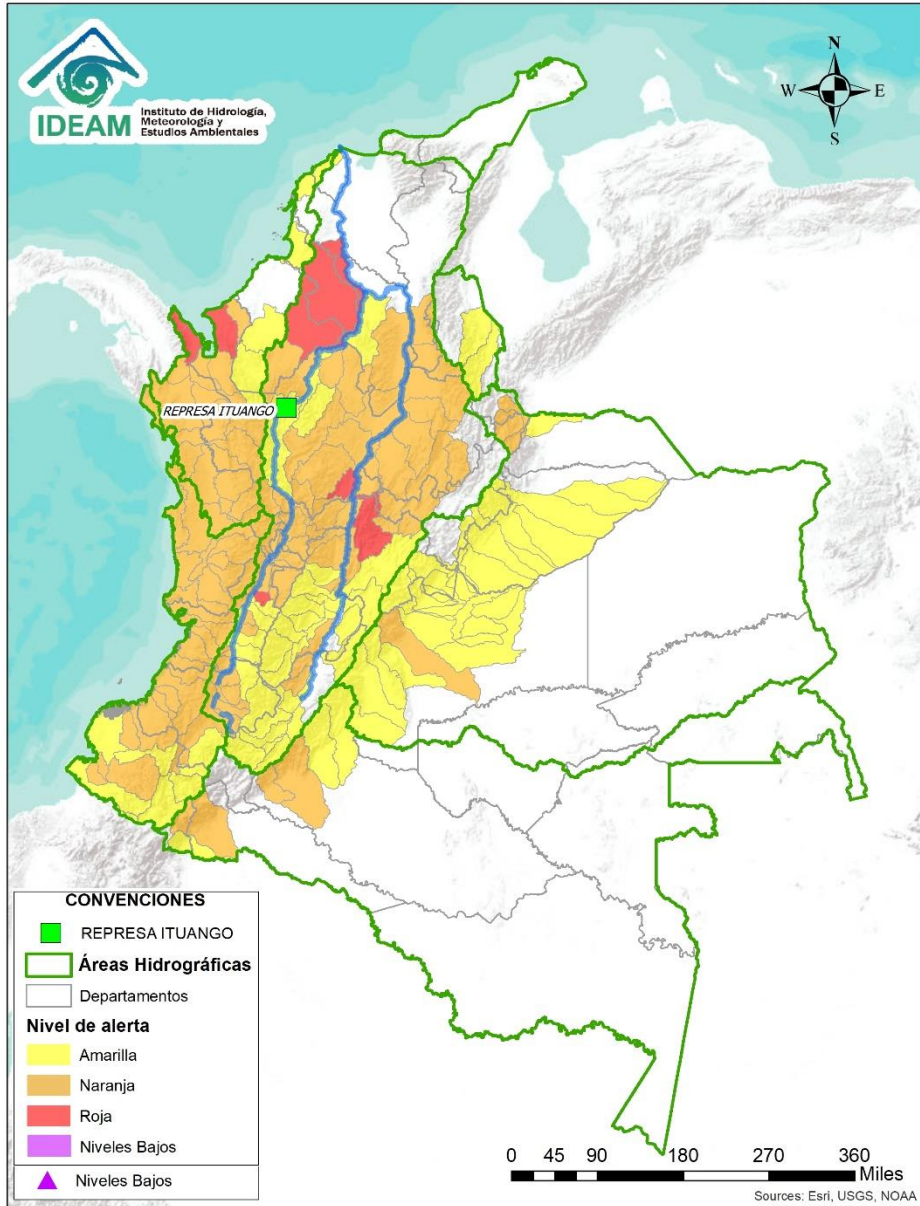 IDEAM
Instituto de Hidrología,
Meteorología y
Estudios Ambientales
N
W
E
S
REPRESA ITUANGO
CONVENCIONES
REPRESA ITUANGO
Áreas Hidrográficas
Departamentos
Nivel de alerta
Amarilla
Naranja
Roja
Niveles Bajos
Niveles Bajos
0 45 90 180 270 360
Miles
Sources: Esri, USGS, NOAA